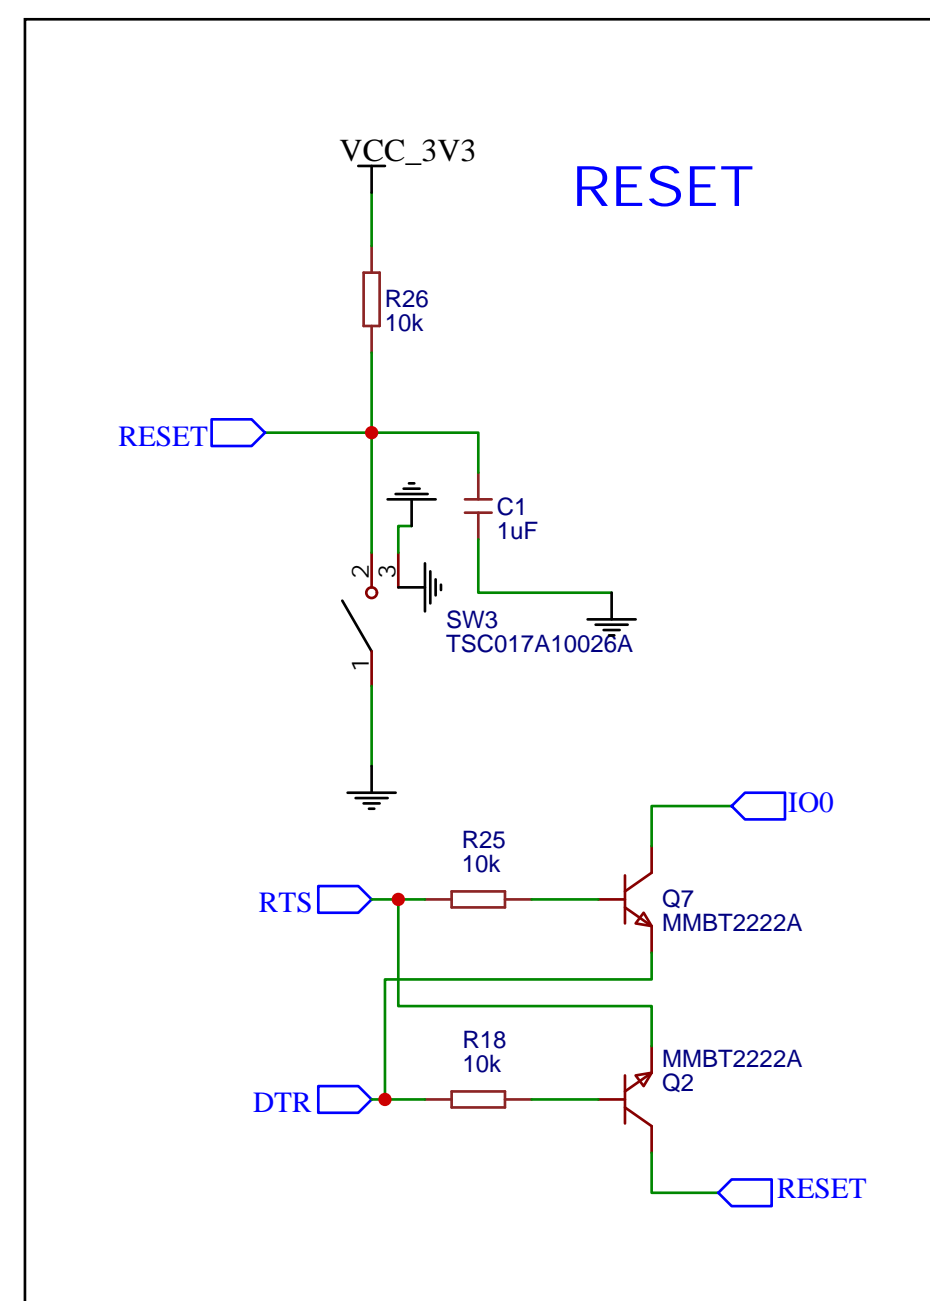 VCC_3V3
RESET
R26
10k
RESET
C1
1uF
2
3
SW3
TSC017A10026A
1
IO0
R25
10k
RTS
Q7
MMBT2222A
R18
10k
MMBT2222A
Q2
DTR
RESET